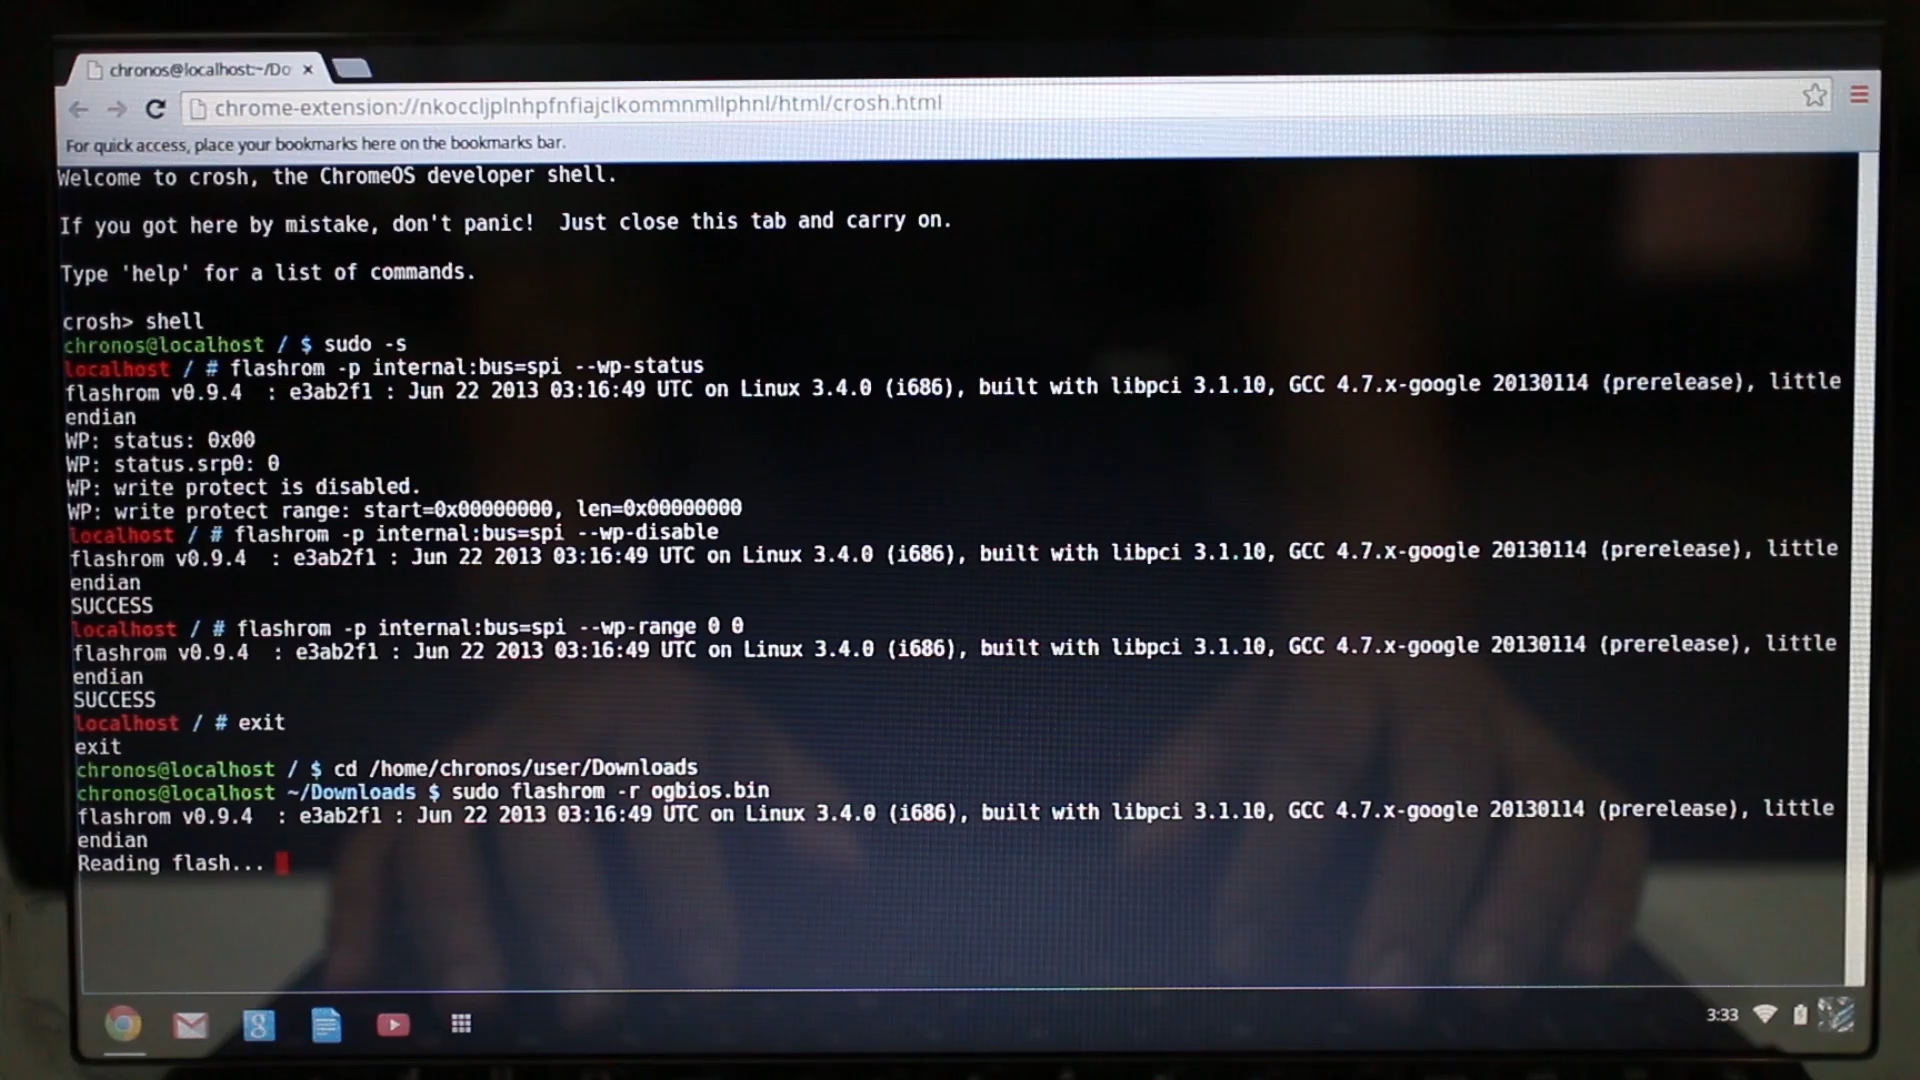 chronos@localhost:~/Do
chrome-extension://nkoccljplnhpfnfiajclkommnmllphnl/html/crosh.html
For quick access, place your bookmarks here on the bookmarks bar.
Welcome to crosh, the ChromeOS developer shell.
If you got here by mistake, don't panic!  Just close this tab and carry on.
Type 'help' for a list of commands.
crosh> shell
chronos@localhost / $ sudo -s
localhost / # flashrom -p internal:bus=spi --wp-status
flashrom v0.9.4  : e3ab2f1 : Jun 22 2013 03:16:49 UTC on Linux 3.4.0 (i686), built with libpci 3.1.10, GCC 4.7.x-google 20130114 (prerelease), little
endian
WP: status: 0x00
WP: status.srp0: 0
WP: write protect is disabled.
WP: write protect range: start=0x00000000, len=0x00000000
localhost / # flashrom -p internal:bus=spi --wp-disable
flashrom v0.9.4  : e3ab2f1 : Jun 22 2013 03:16:49 UTC on Linux 3.4.0 (i686), built with libpci 3.1.10, GCC 4.7.x-google 20130114 (prerelease), little
endian
SUCCESS
localhost / # flashrom -p internal:bus=spi --wp-range 0 0
flashrom v0.9.4  : e3ab2f1 : Jun 22 2013 03:16:49 UTC on Linux 3.4.0 (i686), built with libpci 3.1.10, GCC 4.7.x-google 20130114 (prerelease), little
endian
SUCCESS
localhost / # exit
exit
chronos@localhost / $ cd /home/chronos/user/Downloads
chronos@localhost ~/Downloads $ sudo flashrom -r ogbios.bin
flashrom v0.9.4  : e3ab2f1 : Jun 22 2013 03:16:49 UTC on Linux 3.4.0 (i686), built with libpci 3.1.10, GCC 4.7.x-google 20130114 (prerelease), little
endian
Reading flash...
8
3:33